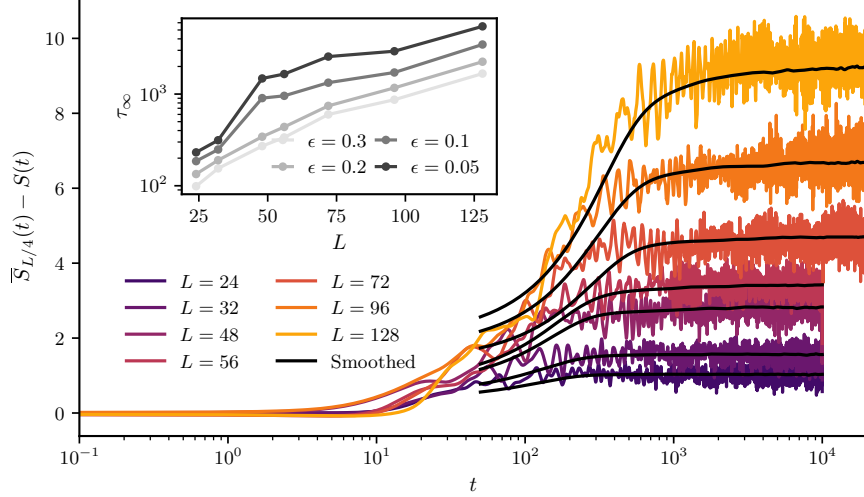 10
8
6
4
2
0
S̅_{L/4}(t) − S(t)
10³
10²
τ_∞
25 50 75 100 125
L
ϵ = 0.3 ϵ = 0.1
ϵ = 0.2 ϵ = 0.05
L = 24 L = 72
L = 32 L = 96
L = 48 L = 128
L = 56 Smoothed
10⁻¹ 10⁰ 10¹ 10² 10³ 10⁴
t